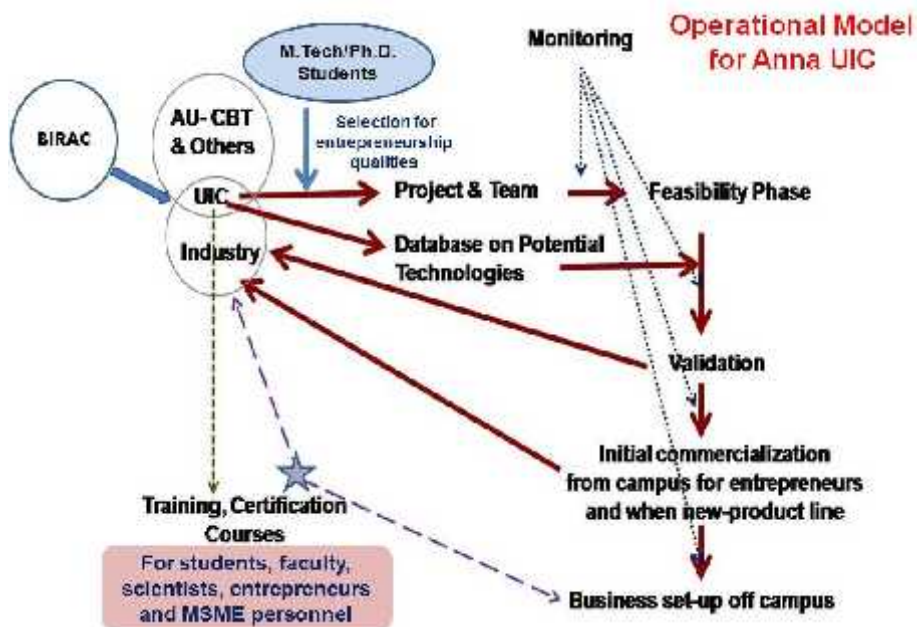 Operational Model
for Anna UIC
Monitoring
M.Tech/Ph.D.
Students
AU- CBT
& Others
BIRAC
Selection for
entrepreneurship
qualities
UIC
Project & Team
Feasibility Phase
Industry
Database on Potential
Technologies
Validation
Initial commercialization
from campus for entrepreneurs
and when new-product line
Training, Certification
Courses
For students, faculty,
scientists, entrepreneurs
and MSME personnel
Business set-up off campus